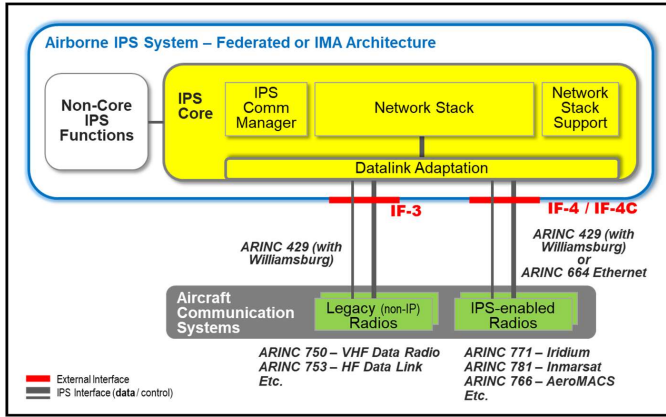 Airborne IPS System – Federated or IMA Architecture
Non-Core
IPS
Functions
IPS
Core
IPS
Comm
Manager
Network Stack
Network
Stack
Support
Datalink Adaptation
IF-3
IF-4 / IF-4C
ARINC 429 (with
Williamsburg)
ARINC 429 (with
Williamsburg)
or
ARINC 664 Ethernet
Aircraft
Communication
Systems
Legacy (non-IP)
Radios
IPS-enabled
Radios
ARINC 750 – VHF Data Radio
ARINC 753 – HF Data Link
Etc.
ARINC 771 – Iridium
ARINC 781 – Inmarsat
ARINC 766 – AeroMACS
Etc.
External Interface
IPS Interface (data / control)